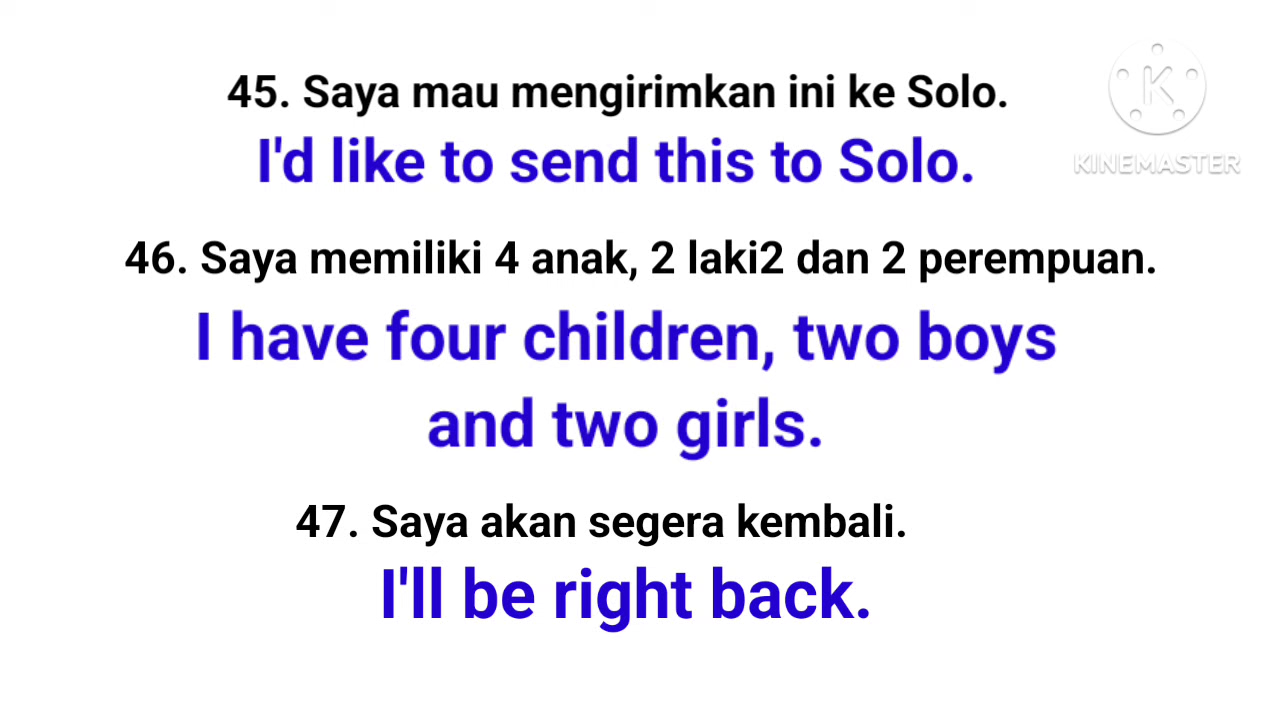 45. Saya mau mengirimkan ini ke Solo.
I'd like to send this to Solo.
46. Saya memiliki 4 anak, 2 laki2 dan 2 perempuan.
I have four children, two boys
and two girls.
47. Saya akan segera kembali.
I'll be right back.
K
KINEMASTER